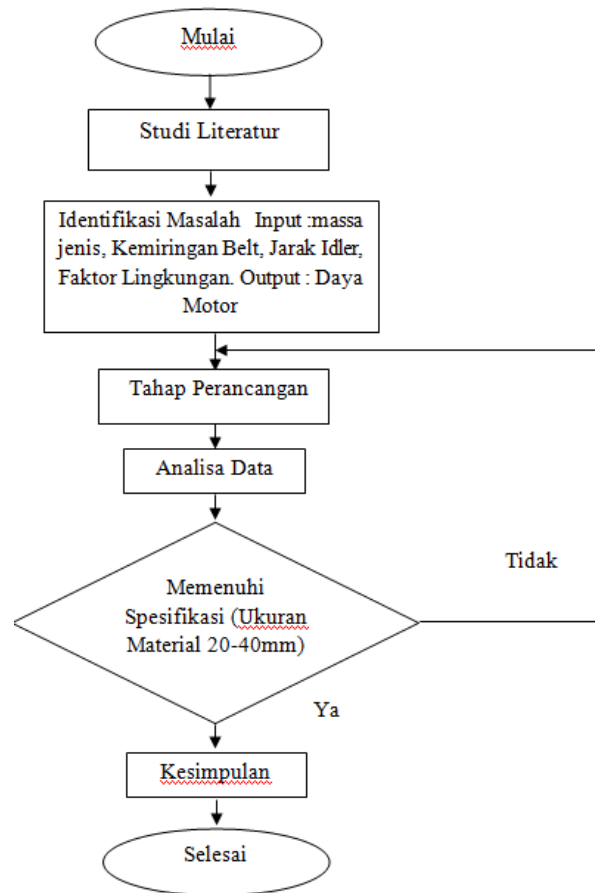 Mulai
Studi Literatur
Identifikasi Masalah Input :massa
jenis, Kemiringan Belt, Jarak Idler,
Faktor Lingkungan. Output : Daya
Motor
Tahap Perancangan
Analisa Data
Tidak
Memenuhi
Spesifikasi (Ukuran
Material 20-40mm)
Ya
Kesimpulan
Selesai